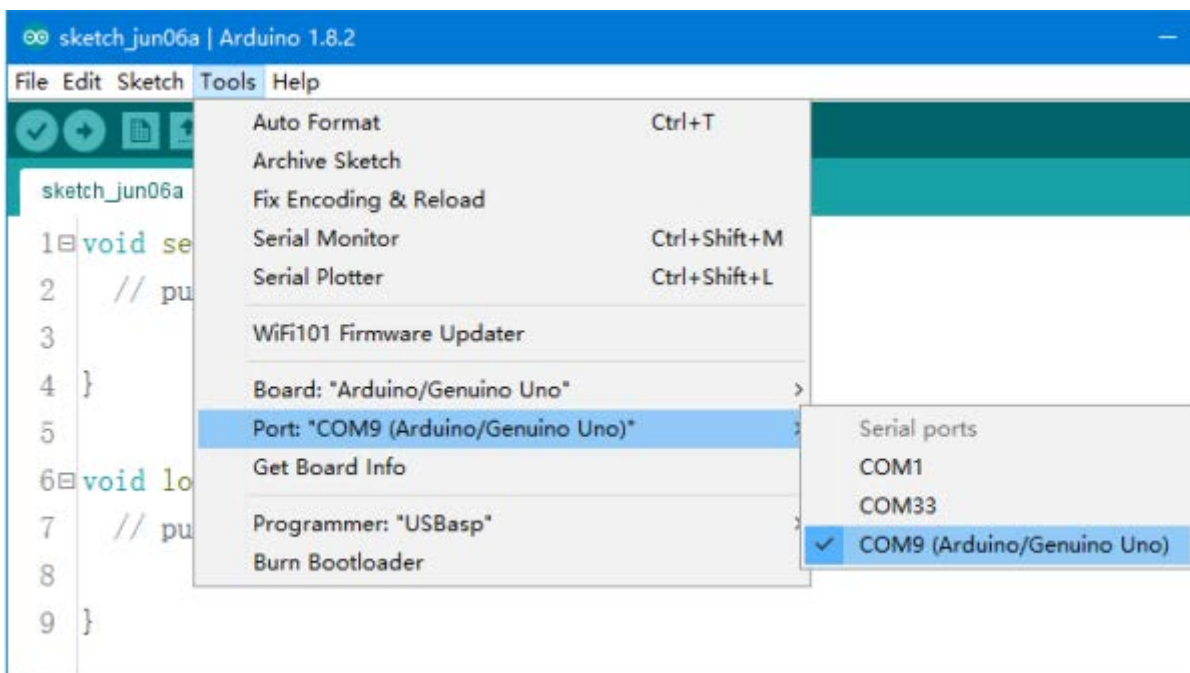 sketch_jun06a | Arduino 1.8.2
File Edit Sketch Tools Help
Auto Format Ctrl+T
Archive Sketch
sketch_jun06a
Fix Encoding & Reload
1 void se
Serial Monitor Ctrl+Shift+M
2 // pu
Serial Plotter Ctrl+Shift+L
3
WiFi101 Firmware Updater
4 }
Board: "Arduino/Genuino Uno"
5
Port: "COM9 (Arduino/Genuino Uno)"
Serial ports
6 void lo
Get Board Info
COM1
COM33
7 // pu
Programmer: "USBasp"
COM9 (Arduino/Genuino Uno)
8
Burn Bootloader
9 }